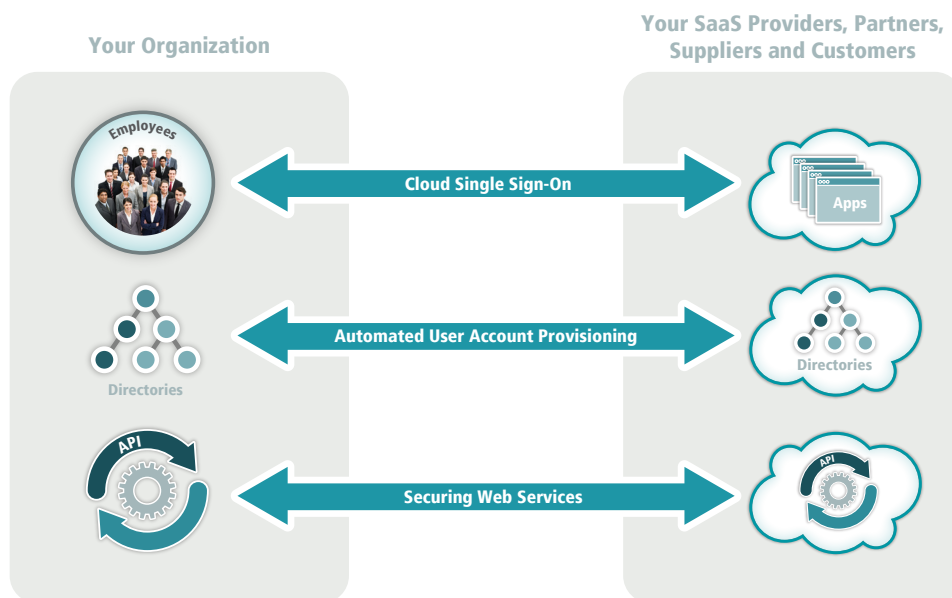 Your Organization
Your SaaS Providers, Partners,
Suppliers and Customers
Employees
Cloud Single Sign-On
Apps
Automated User Account Provisioning
Directories
Directories
API
Securing Web Services
API